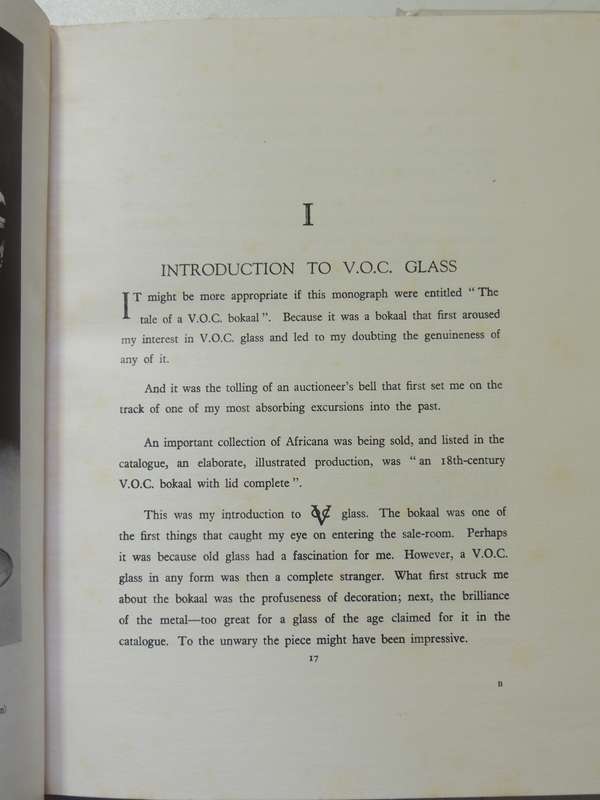 I
INTRODUCTION TO V.O.C. GLASS
IT might be more appropriate if this monograph were entitled “The
tale of a V.O.C. bokaal”. Because it was a bokaal that first aroused
my interest in V.O.C. glass and led to my doubting the genuineness of
any of it.
And it was the tolling of an auctioneer’s bell that first set me on the
track of one of my most absorbing excursions into the past.
An important collection of Africana was being sold, and listed in the
catalogue, an elaborate, illustrated production, was “an 18th-century
V.O.C. bokaal with lid complete”.
This was my introduction to VOC glass. The bokaal was one of
the first things that caught my eye on entering the sale-room. Perhaps
it was because old glass had a fascination for me. However, a V.O.C.
glass in any form was then a complete stranger. What first struck me
about the bokaal was the profuseness of decoration; next, the brilliance
of the metal—too great for a glass of the age claimed for it in the
catalogue. To the unwary the piece might have been impressive.
17
B